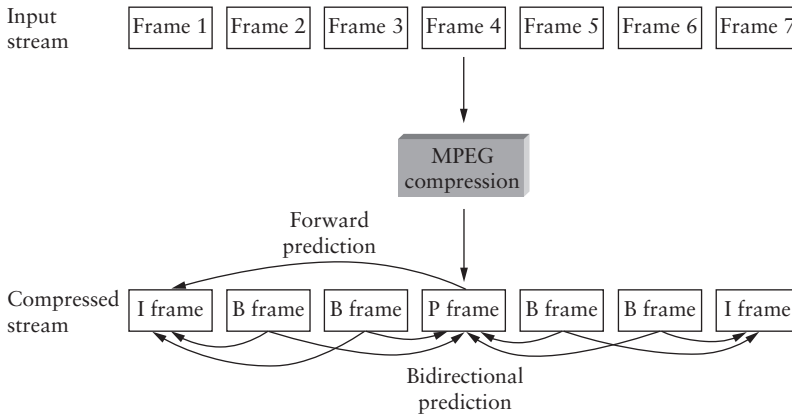 Input
stream
Frame 1 Frame 2 Frame 3 Frame 4 Frame 5 Frame 6 Frame 7
MPEG
compression
Forward
prediction
Compressed
stream
I frame B frame B frame P frame B frame B frame I frame
Bidirectional
prediction